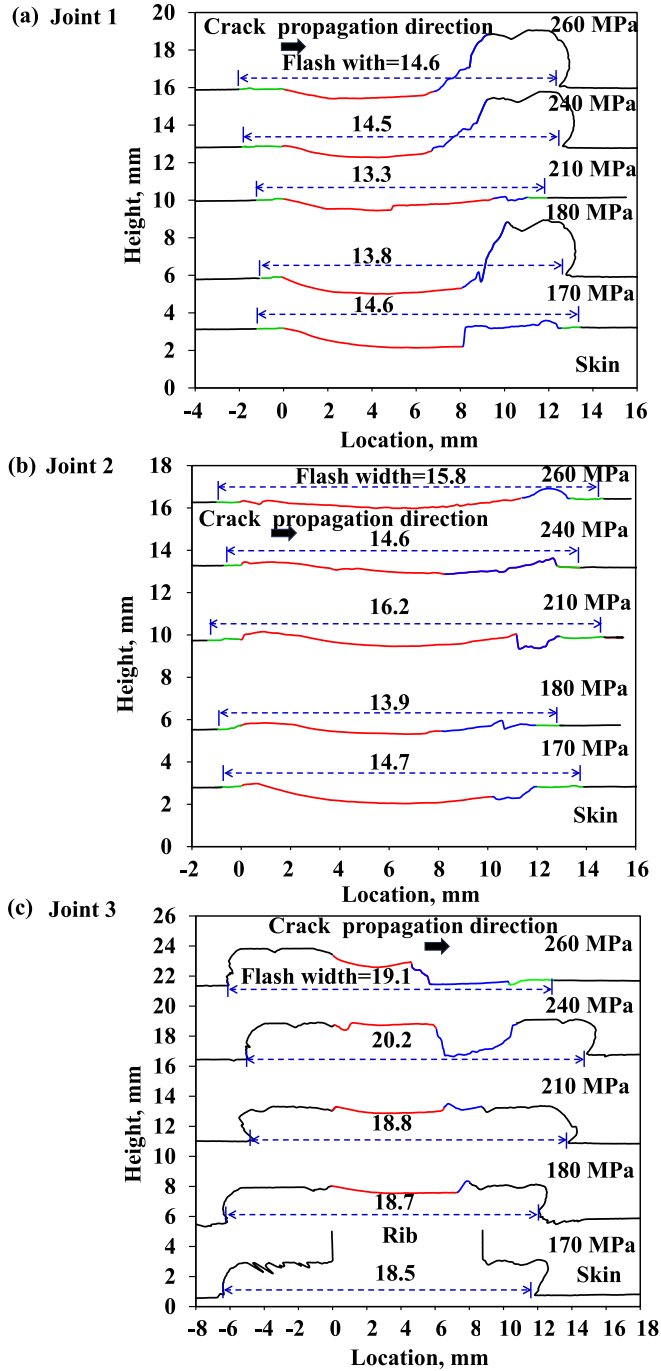 (a) Joint 1
Crack propagation direction
260 MPa
Flash with=14.6
240 MPa
14.5
13.3
210 MPa
180 MPa
13.8
170 MPa
14.6
Skin
Height, mm
20
18
16
14
12
10
8
6
4
2
0
-4 -2 0 2 4 6 8 10 12 14 16
Location, mm
(b) Joint 2
Flash width=15.8
260 MPa
Crack propagation direction
14.6
240 MPa
210 MPa
16.2
180 MPa
13.9
170 MPa
14.7
Skin
Height, mm
18
16
14
12
10
8
6
4
2
0
-2 0 2 4 6 8 10 12 14 16
Location, mm
(c) Joint 3
Crack propagation direction
260 MPa
Flash width=19.1
240 MPa
20.2
210 MPa
18.8
180 MPa
18.7
Rib
170 MPa
Skin
18.5
Height, mm
26
24
22
20
18
16
14
12
10
8
6
4
2
0
-8 -6 -4 -2 0 2 4 6 8 10 12 14 16 18
Location, mm